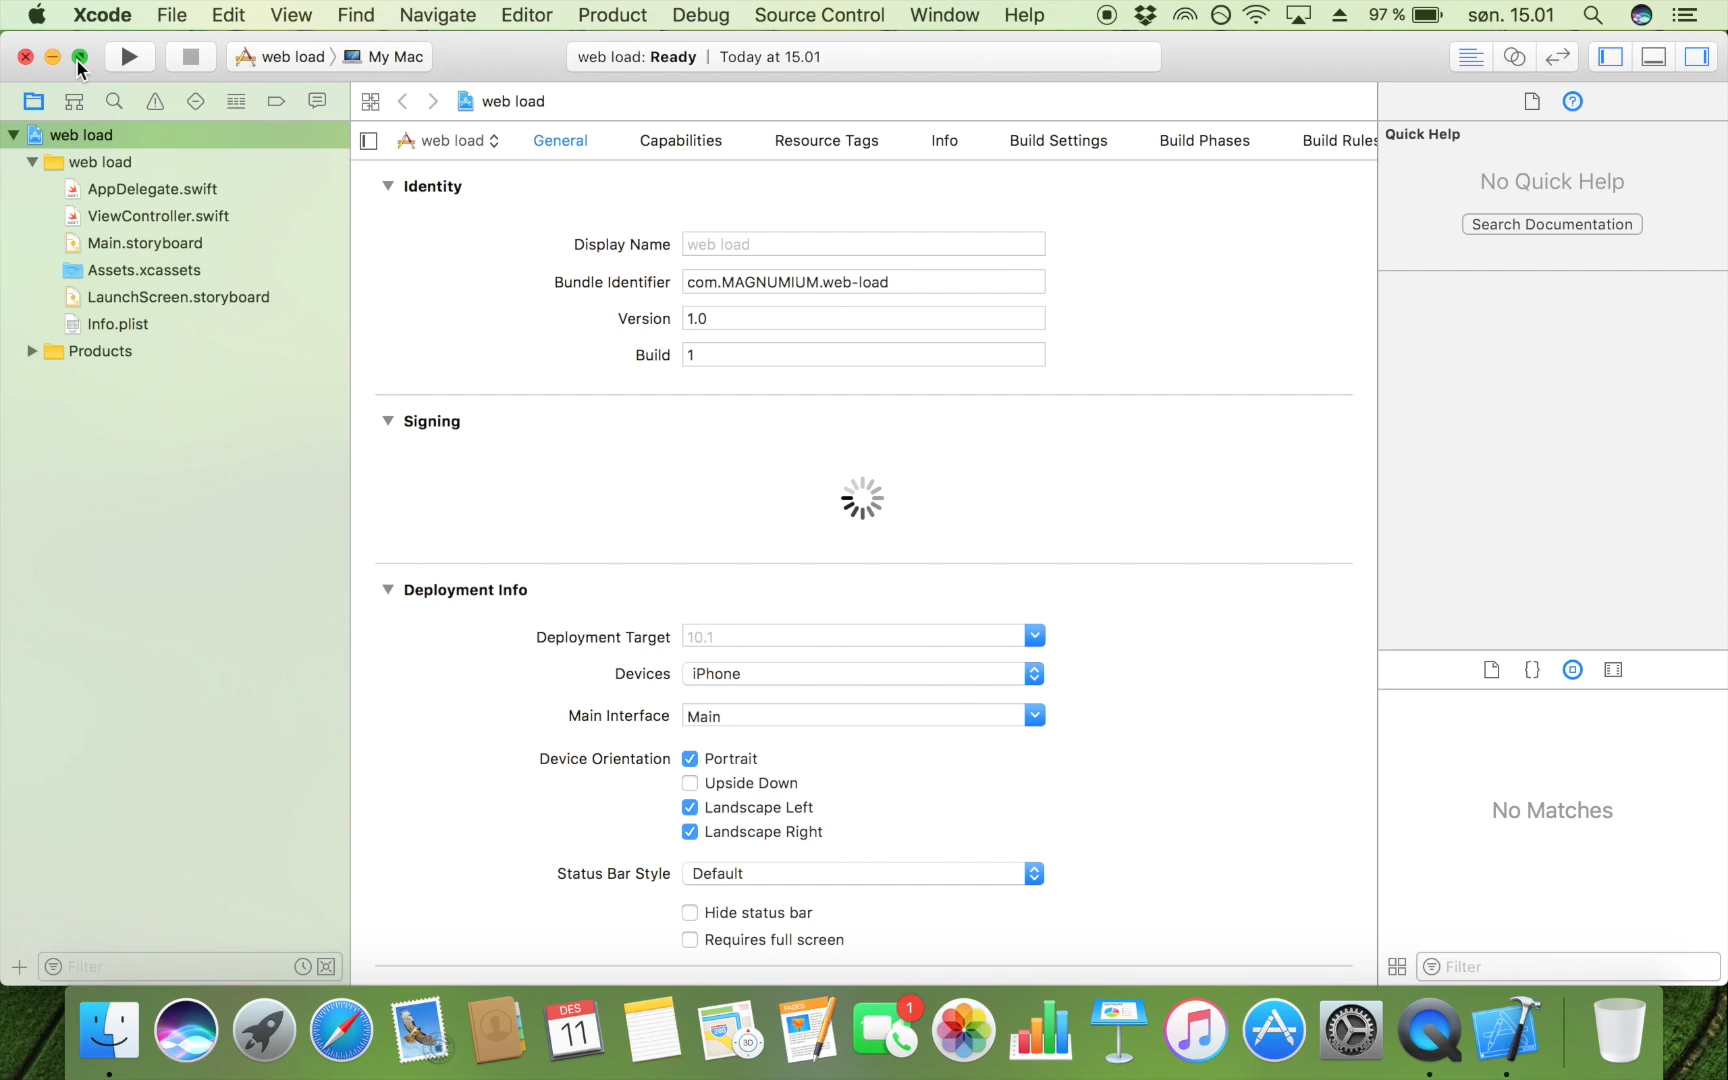 Xcode File Edit View Find Navigate Editor Product Debug Source Control Window Help 97 % søn. 15.01
web load My Mac web load: Ready | Today at 15.01
web load
web load
web load
AppDelegate.swift
ViewController.swift
Main.storyboard
Assets.xcassets
LaunchScreen.storyboard
Info.plist
Products
Filter
web load General Capabilities Resource Tags Info Build Settings Build Phases Build Rules
Identity
Display Name web load
Bundle Identifier com.MAGNUMIUM.web-load
Version 1.0
Build 1
Signing
Deployment Info
Deployment Target 10.1
Devices iPhone
Main Interface Main
Device Orientation Portrait
Upside Down
Landscape Left
Landscape Right
Status Bar Style Default
Hide status bar
Requires full screen
Quick Help
No Quick Help
Search Documentation
{}
No Matches
Filter
DES
11
280
3D
PAGES
1